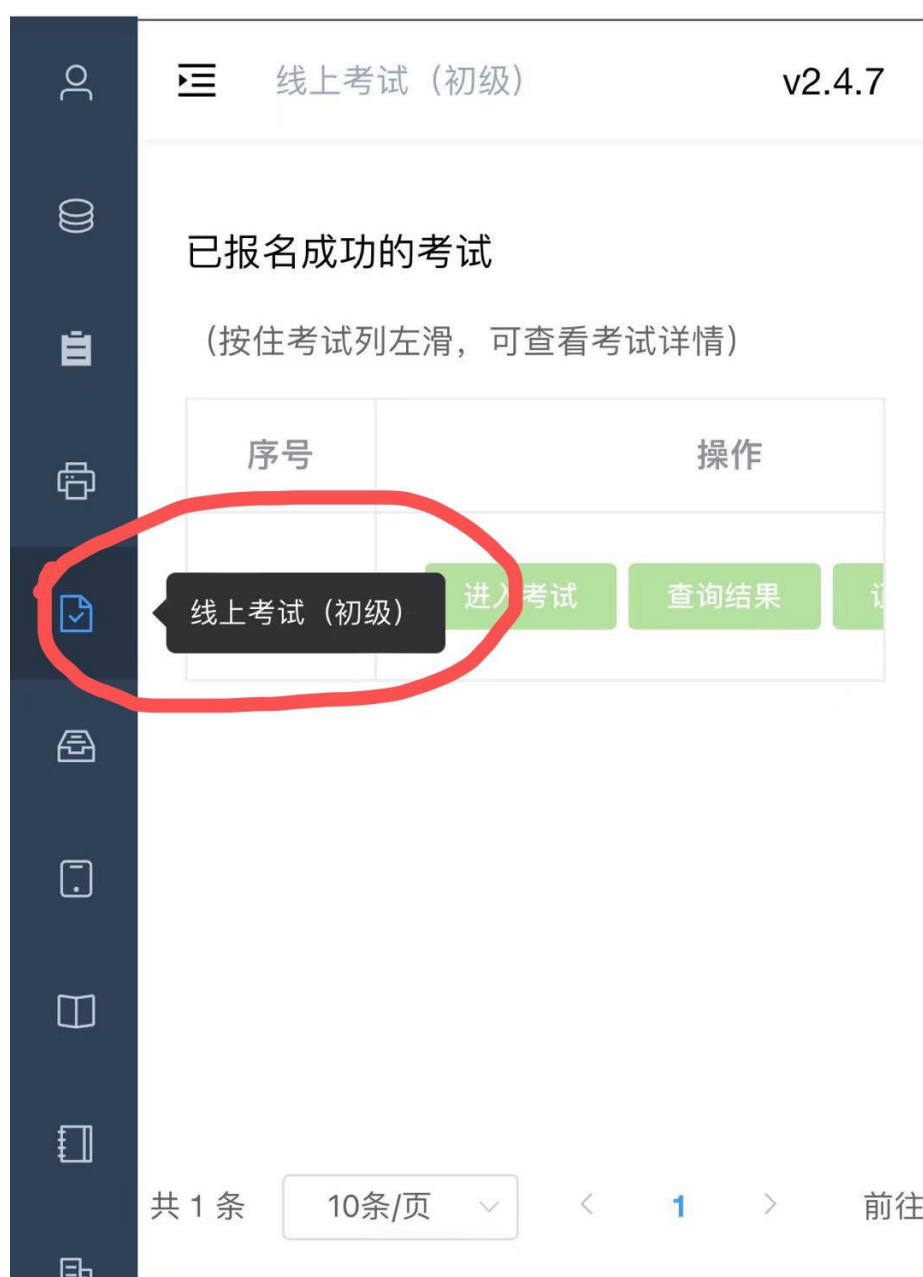 线上考试（初级）
v2.4.7
已报名成功的考试
（按住考试列左滑，可查看考试详情）
序号 操作
线上考试（初级） 进入考试 查询结果
共 1 条 10条/页 1 前往